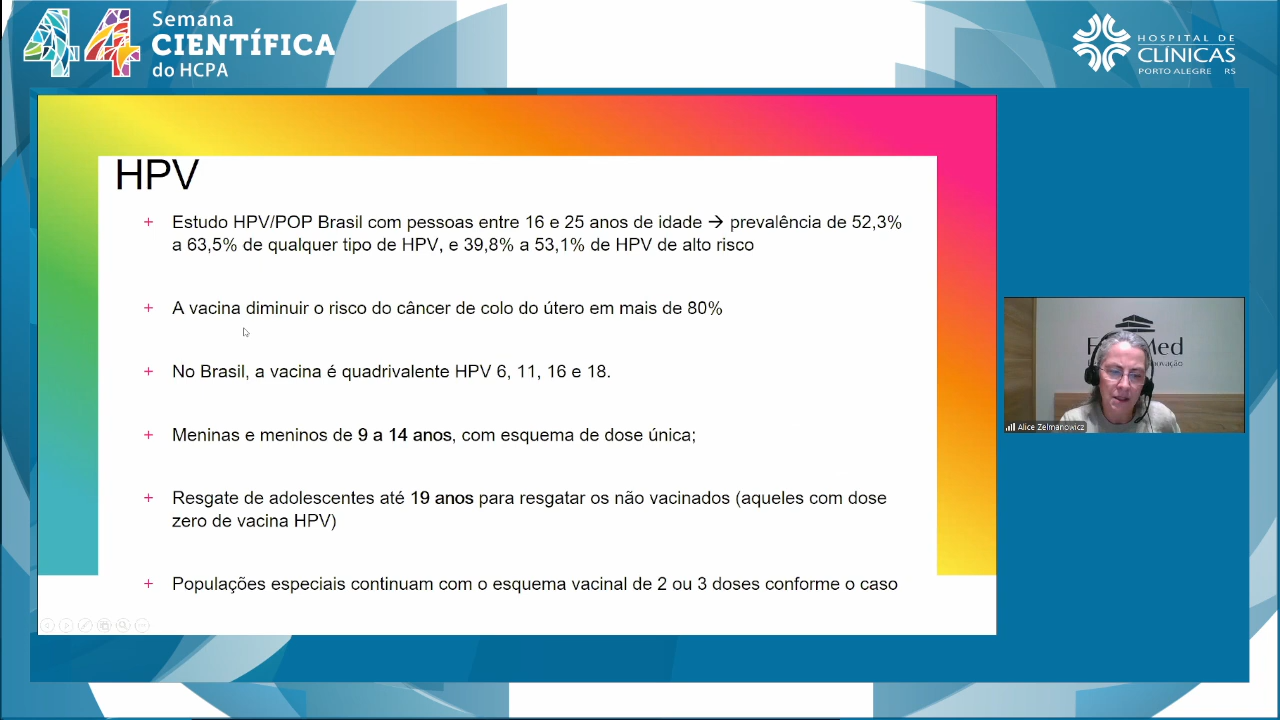 44
Semana
CIENTÍFICA
do HCPA
HOSPITAL DE
CLÍNICAS
PORTO ALEGRE RS
HPV
+ Estudo HPV/POP Brasil com pessoas entre 16 e 25 anos de idade → prevalência de 52,3%
a 63,5% de qualquer tipo de HPV, e 39,8% a 53,1% de HPV de alto risco
+ A vacina diminuir o risco do câncer de colo do útero em mais de 80%
+ No Brasil, a vacina é quadrivalente HPV 6, 11, 16 e 18.
+ Meninas e meninos de 9 a 14 anos, com esquema de dose única;
+ Resgate de adolescentes até 19 anos para resgatar os não vacinados (aqueles com dose
zero de vacina HPV)
+ Populações especiais continuam com o esquema vacinal de 2 ou 3 doses conforme o caso
Alice Zelmanowicz